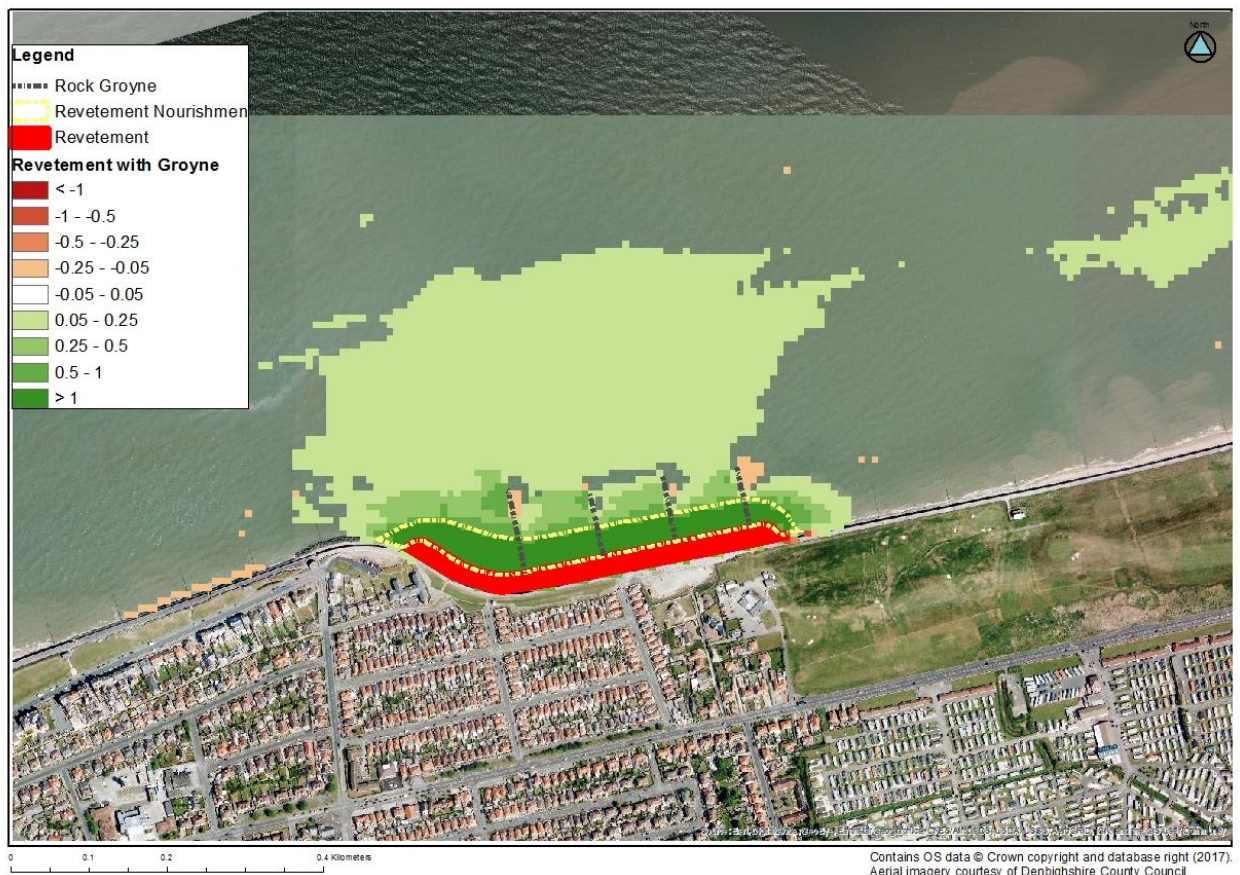 North
Legend
Rock Groyne
Revetement Nourishmen
Revetement
Revetement with Groyne
< -1
-1 - -0.5
-0.5 - -0.25
-0.25 - -0.05
-0.05 - 0.05
0.05 - 0.25
0.25 - 0.5
0.5 - 1
> 1
0 0.1 0.2 0.4 Kilometers
Contains OS data © Crown copyright and database right (2017).
Aerial imagery courtesy of Denbighshire County Council